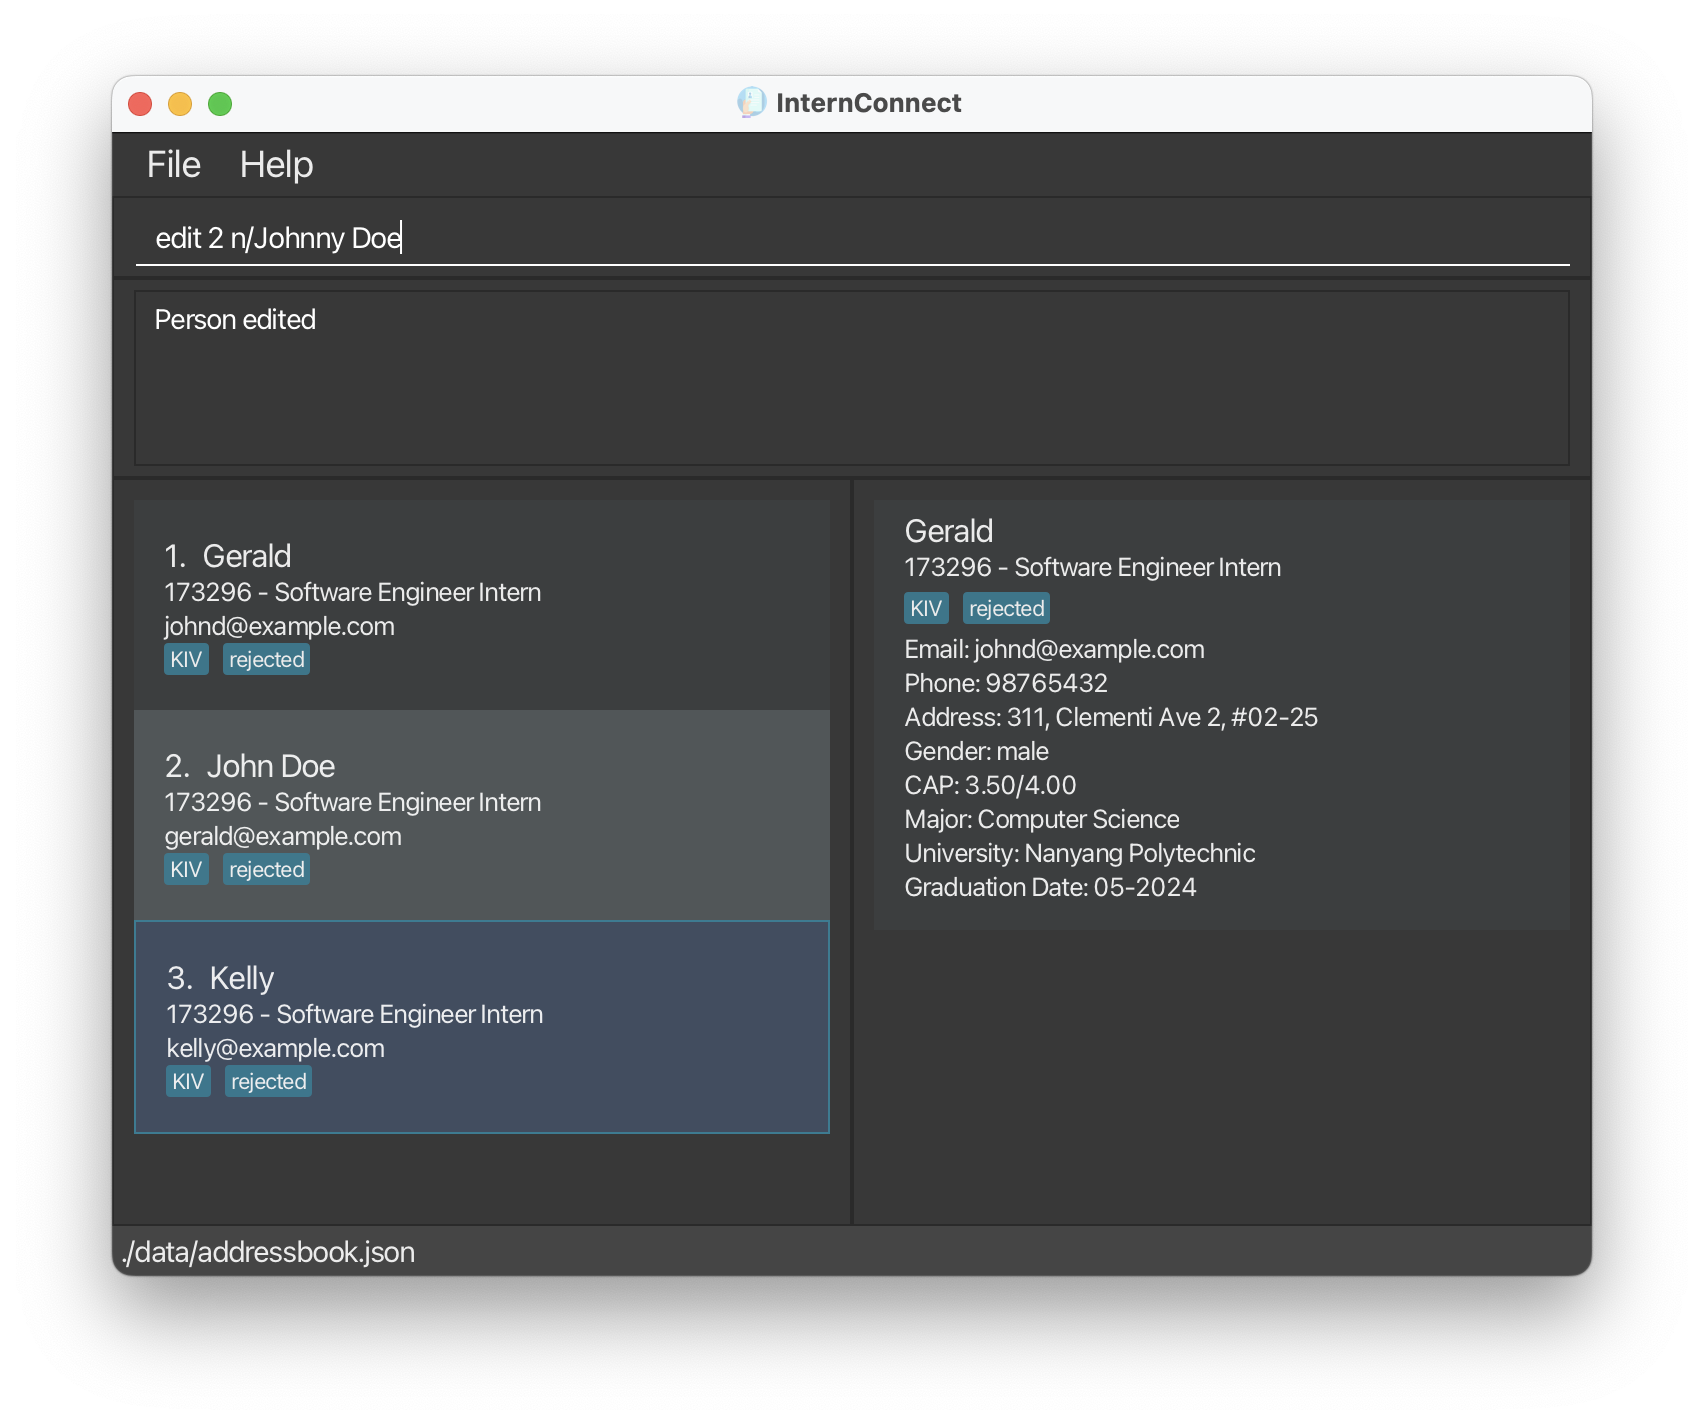 InternConnect
File Help
edit 2 n/Johnny Doe
Person edited
1. Gerald
173296 - Software Engineer Intern
johnd@example.com
KIV rejected
2. John Doe
173296 - Software Engineer Intern
gerald@example.com
KIV rejected
3. Kelly
173296 - Software Engineer Intern
kelly@example.com
KIV rejected
Gerald
173296 - Software Engineer Intern
KIV rejected
Email: johnd@example.com
Phone: 98765432
Address: 311, Clementi Ave 2, #02-25
Gender: male
CAP: 3.50/4.00
Major: Computer Science
University: Nanyang Polytechnic
Graduation Date: 05-2024
./data/addressbook.json